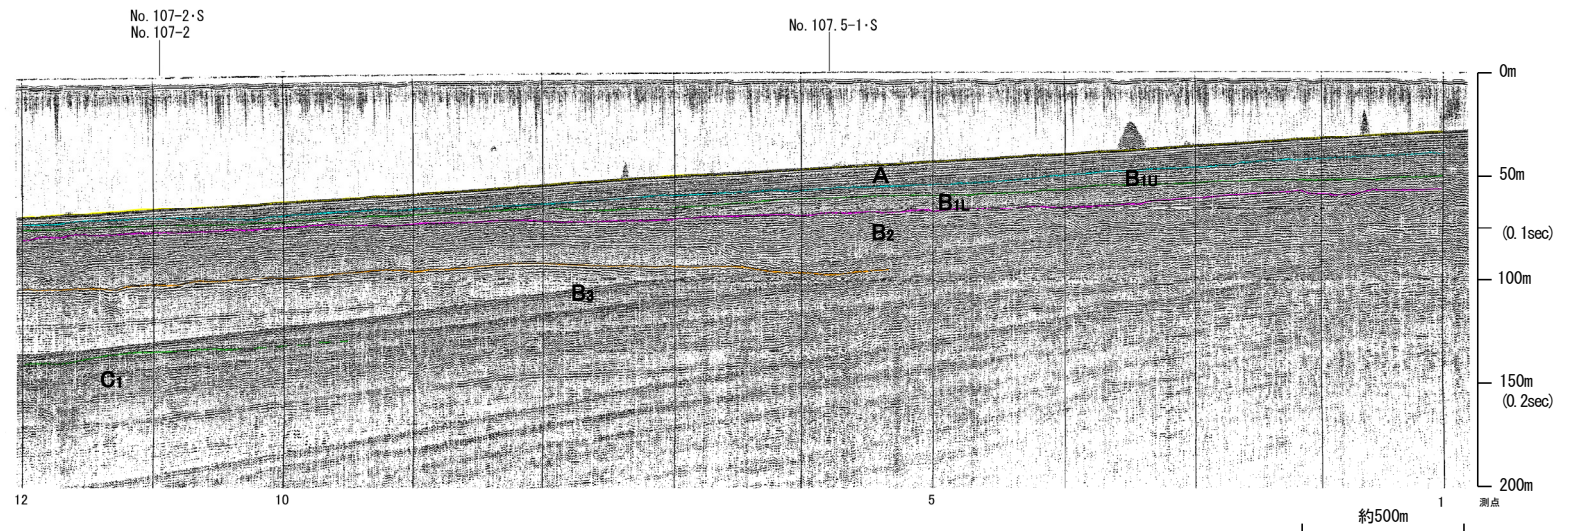 No.107-2・S
No.107-2
No.107.5-1・S
0m
50m
(0.1sec)
100m
150m
(0.2sec)
200m
A
B1U
B1L
B2
B3
C1
12
10
5
1
測点
約500m